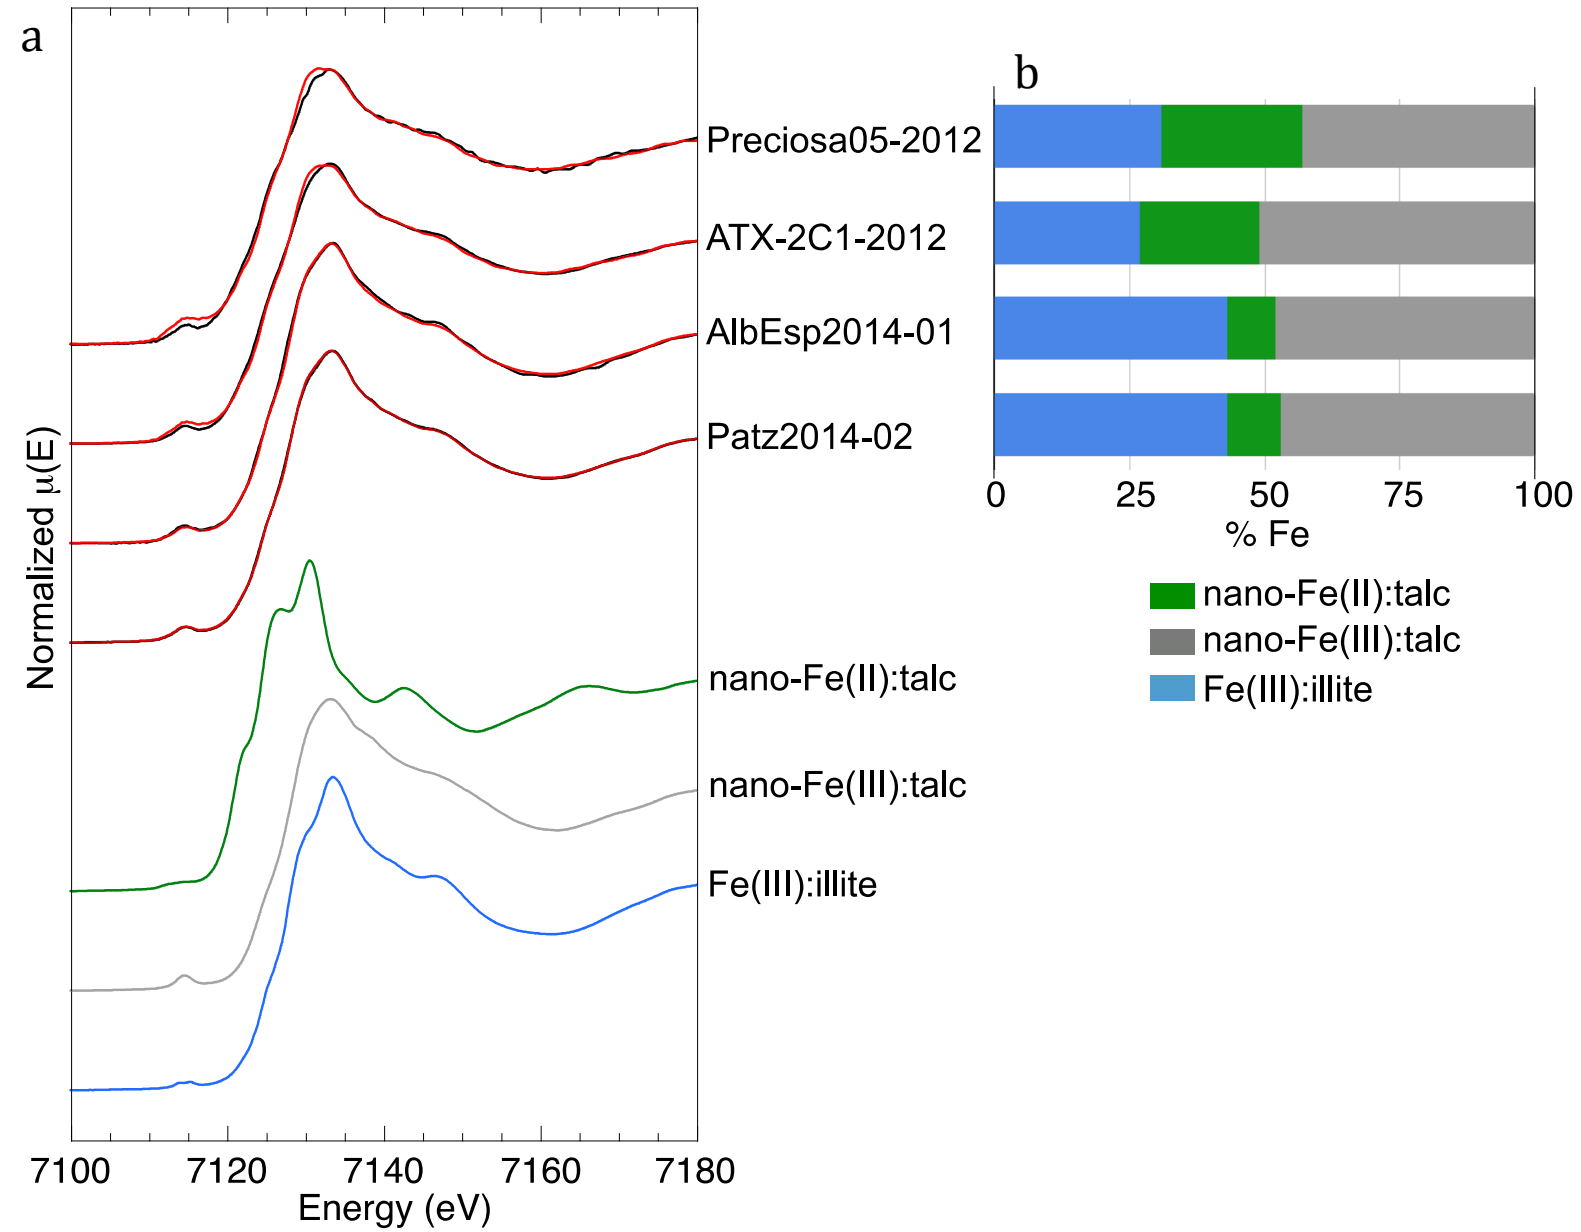 a
b
Preciosa05-2012
ATX-2C1-2012
AlbEsp2014-01
Patz2014-02
nano-Fe(II):talc
nano-Fe(III):talc
Fe(III):illite
Normalized μ(E)
7100 7120 7140 7160 7180
Energy (eV)
0 25 50 75 100
% Fe
nano-Fe(II):talc
nano-Fe(III):talc
Fe(III):illite